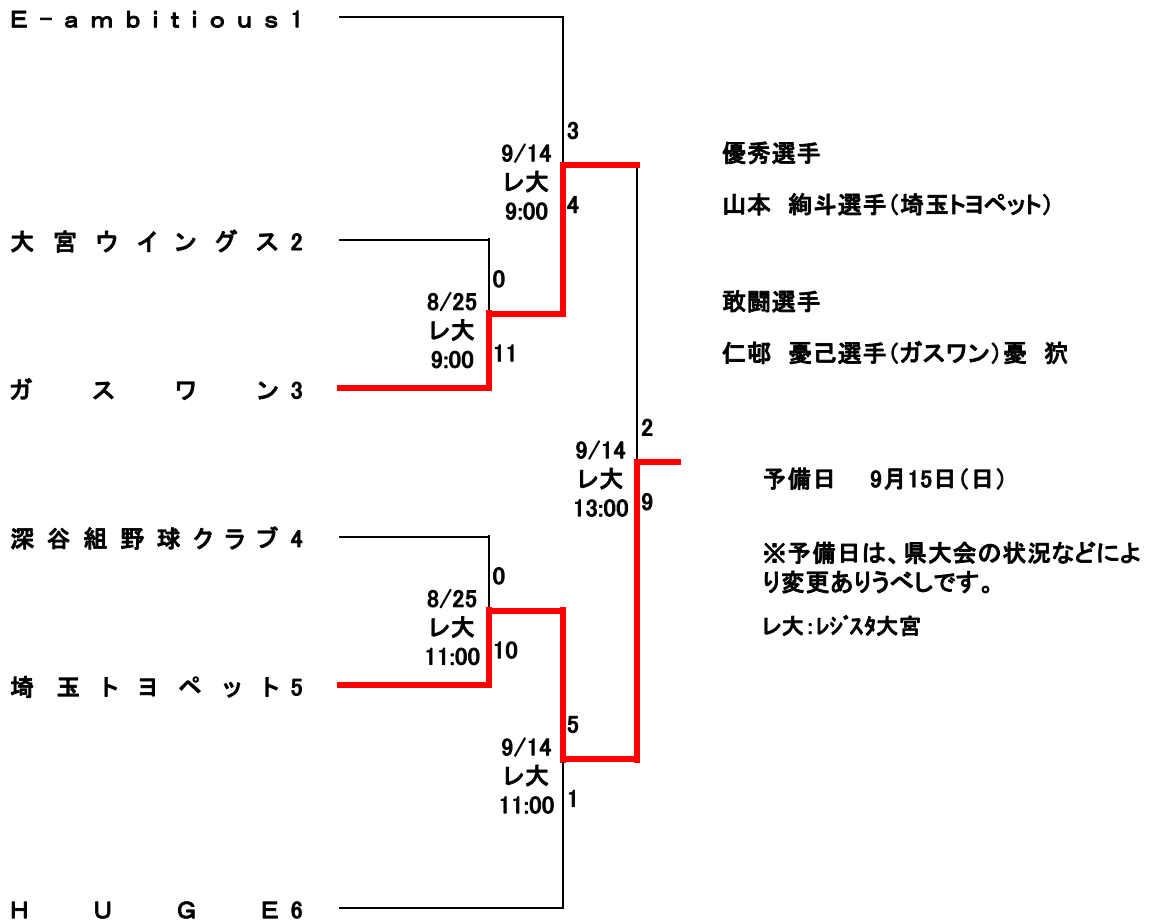 E-ambitious 1
3
9/14
レ大
9:00
4
優秀選手
山本 絢斗選手(埼玉トヨペット)
大宮ウイングス 2
0
8/25
レ大
9:00
11
敢闘選手
仁邨 憂己選手(ガスワン)憂 狖
ガスワン 3
2
9/14
レ大
13:00
9
予備日 9月15日(日)
深谷組野球クラブ 4
0
8/25
レ大
11:00
10
※予備日は、県大会の状況などによ
り変更ありうべしです。
レ大:レジスタ大宮
埼玉トヨペット 5
5
9/14
レ大
11:00
1
HUGE 6